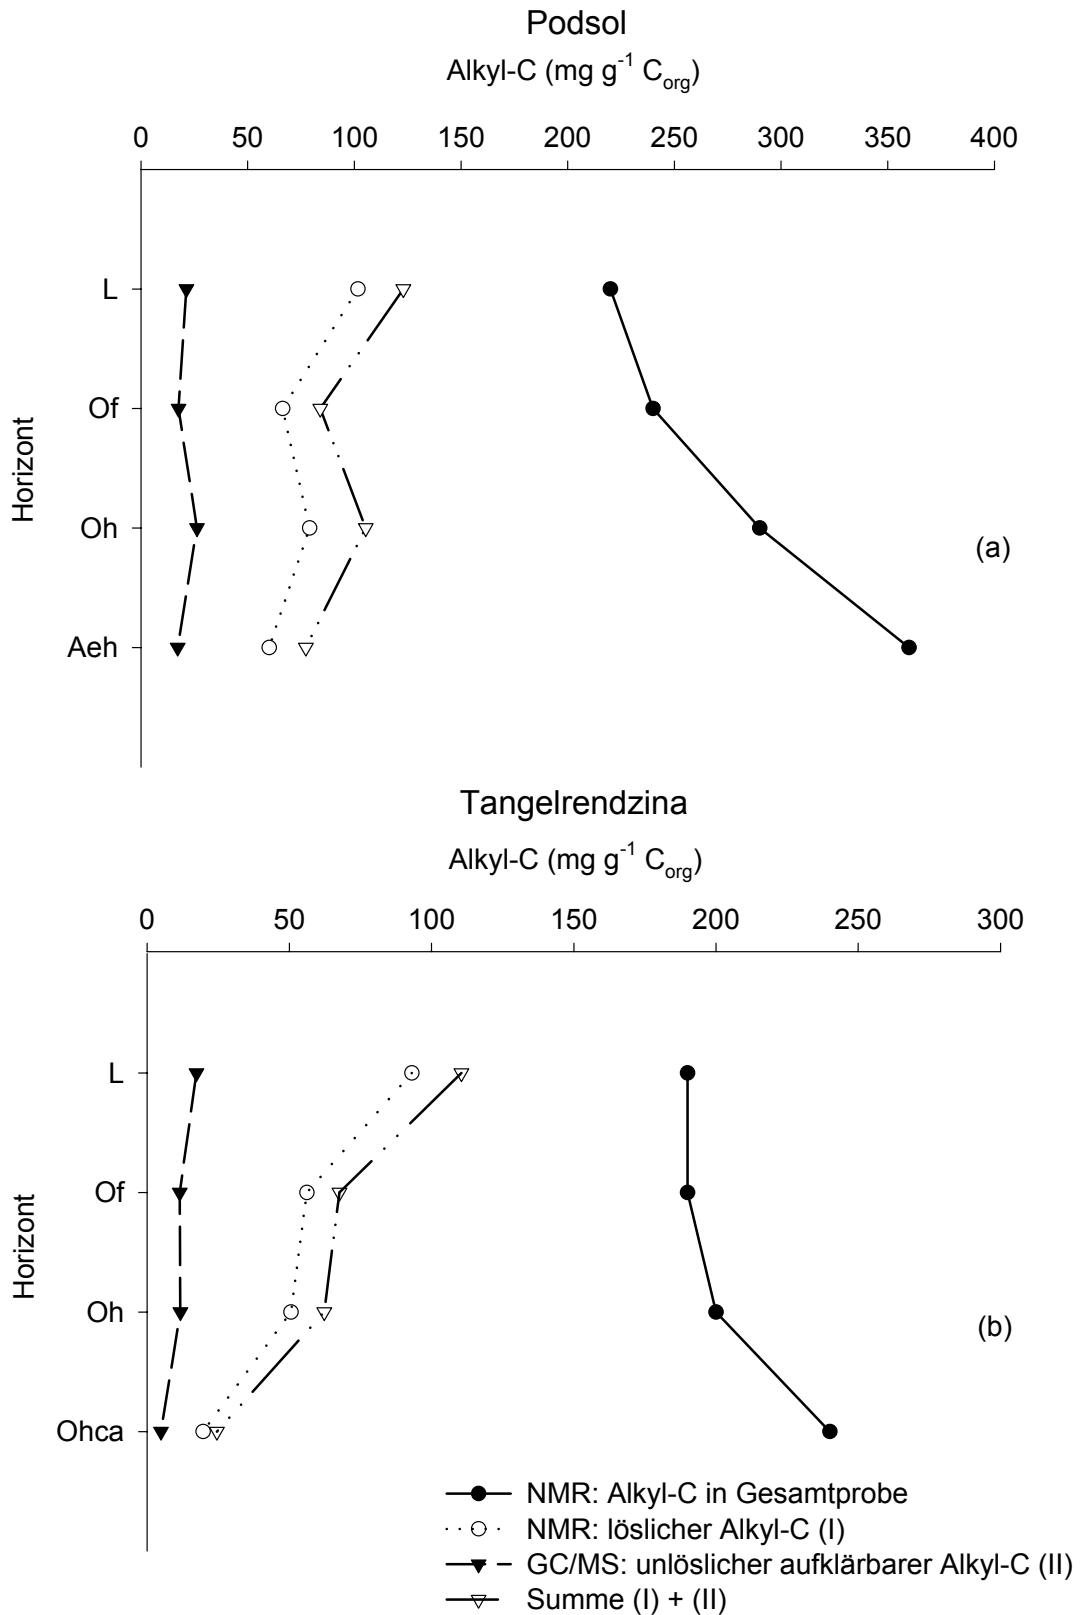 Podsol
Alkyl-C (mg g-1 Corg)
0 50 100 150 200 250 300 350 400
L
Of
Oh
Aeh
Horizont
(a)
Tangelrendzina
Alkyl-C (mg g-1 Corg)
0 50 100 150 200 250 300
L
Of
Oh
Ohca
Horizont
(b)
NMR: Alkyl-C in Gesamtprobe
NMR: löslicher Alkyl-C (I)
GC/MS: unlöslicher aufklärbarer Alkyl-C (II)
Summe (I) + (II)